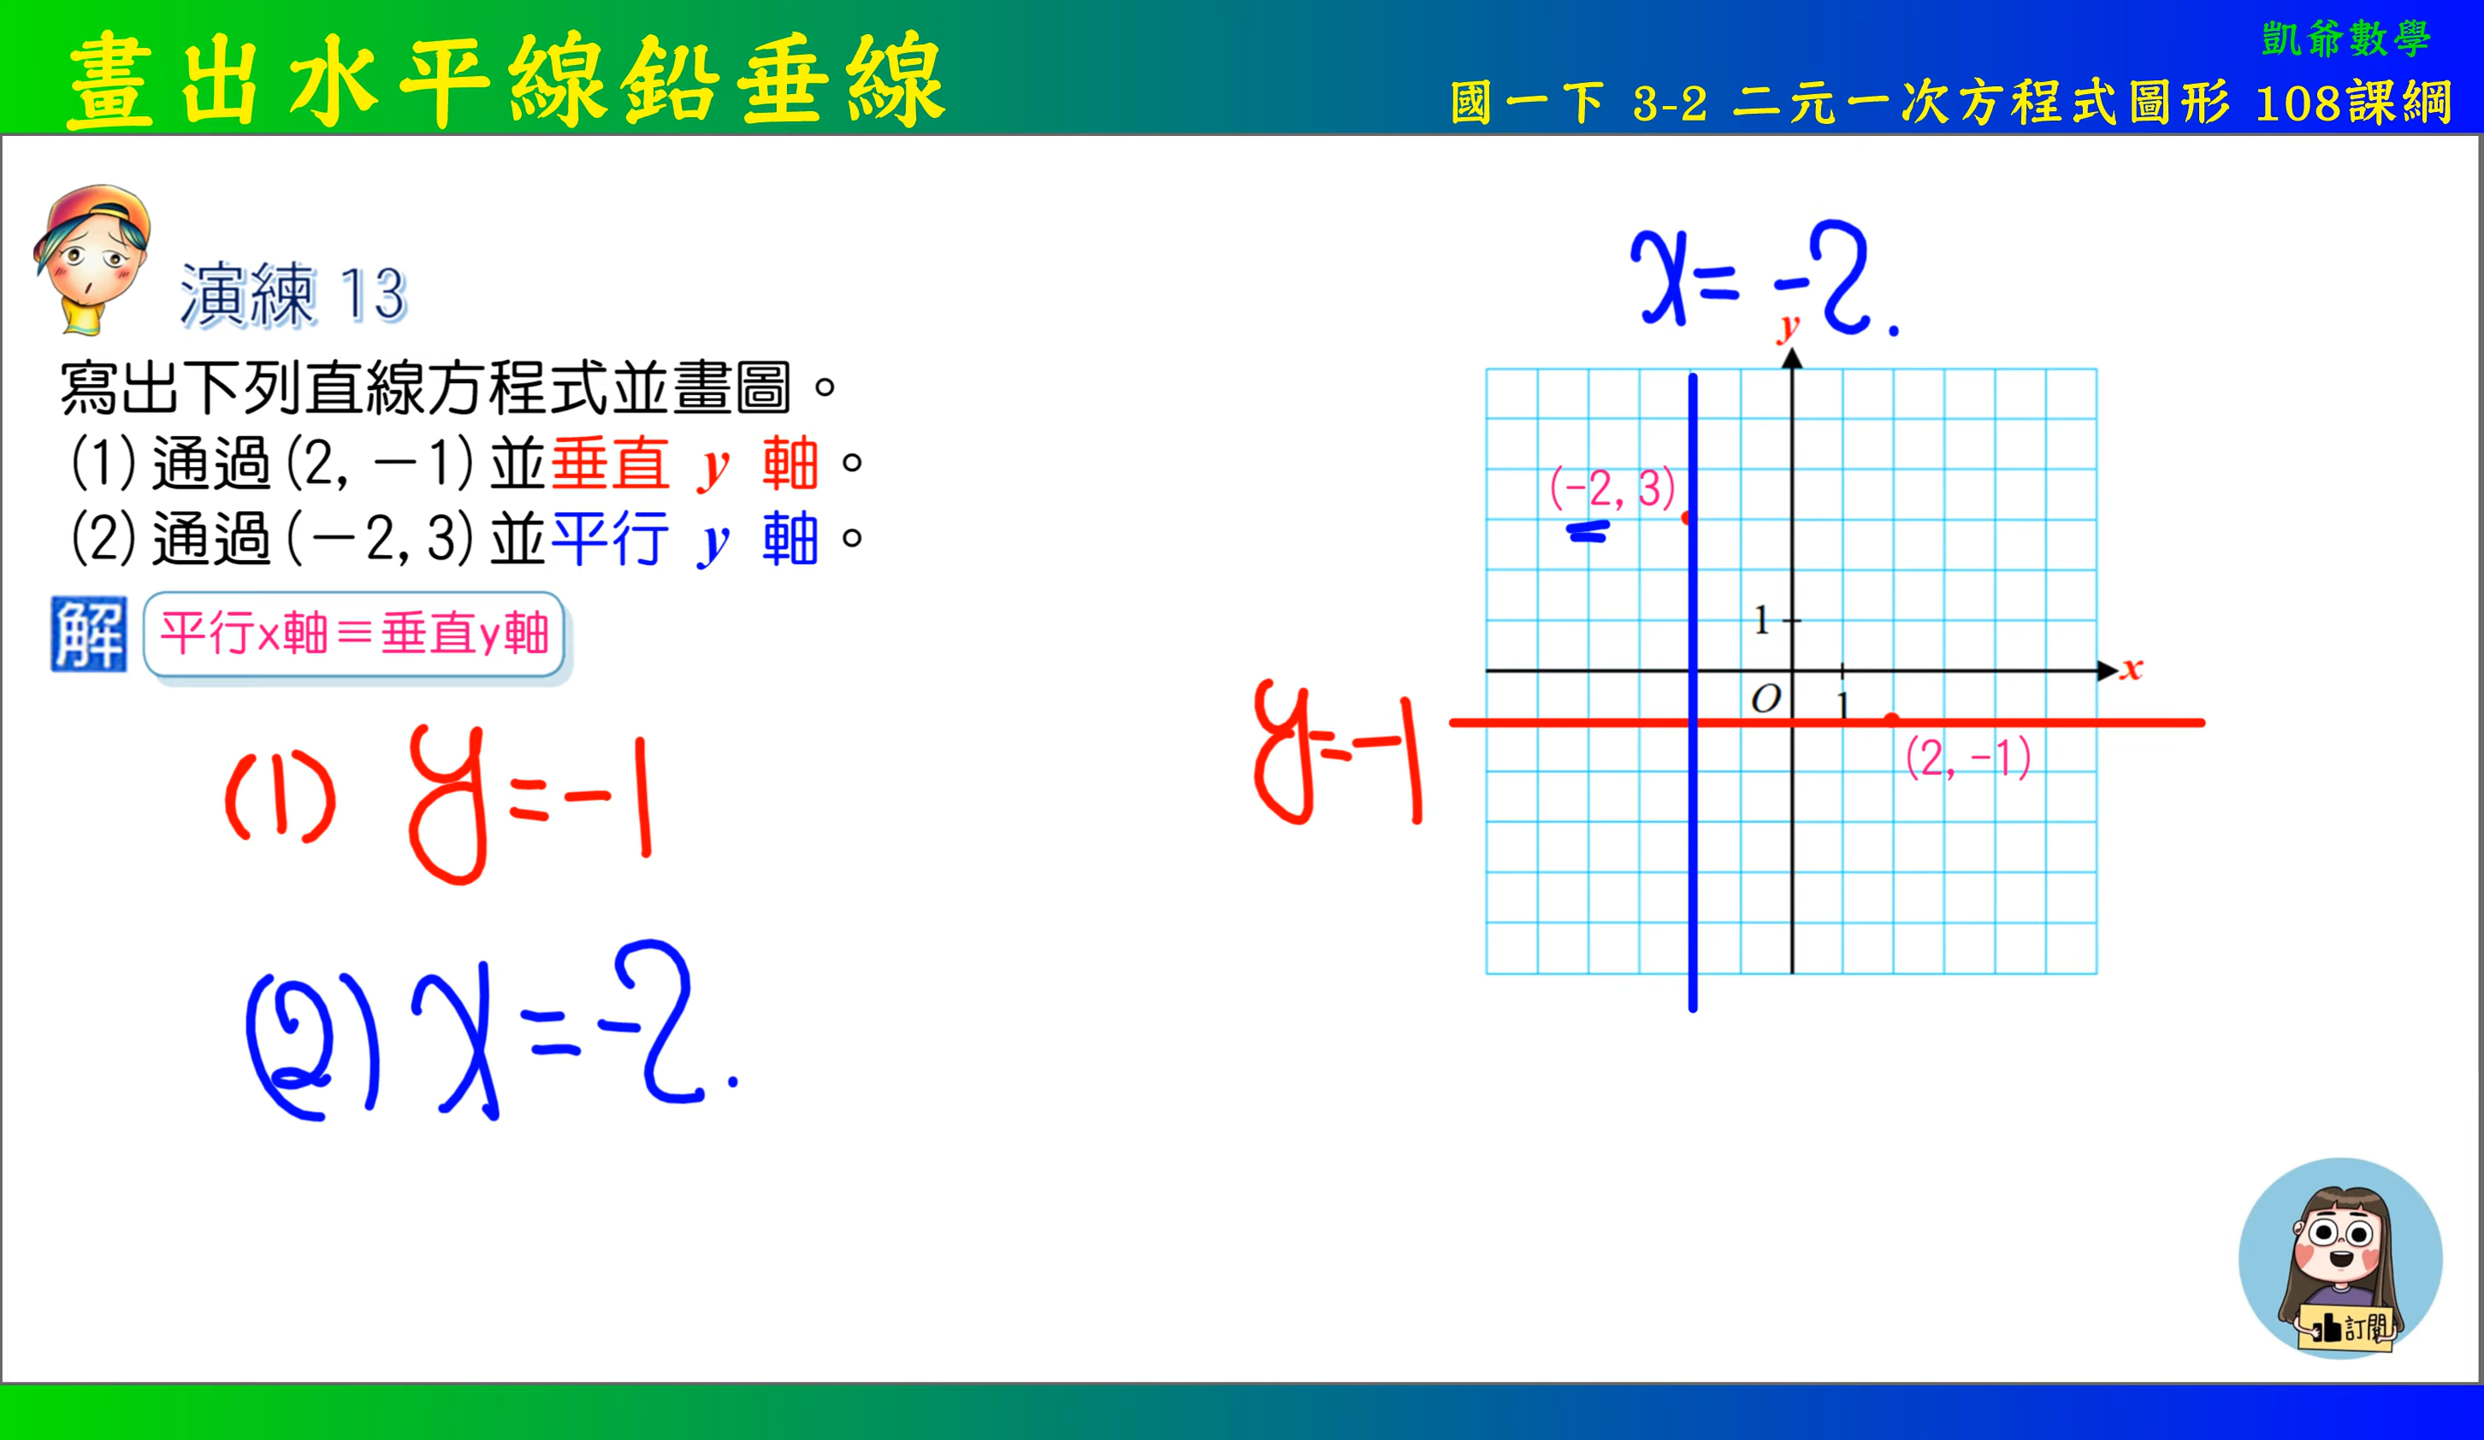 畫出水平線鉛垂線
凱爺數學
國一下 3-2 二元一次方程式圖形 108課綱
演練 13
寫出下列直線方程式並畫圖。
(1) 通過(2, -1) 並垂直 y 軸。
(2) 通過(-2, 3) 並平行 y 軸。
解 平行x軸≡垂直y軸
(1) y=-1
(2) x=-2.
x=-2.
y
(-2, 3)
1
x
O
1
y=-1
(2, -1)
訂閱